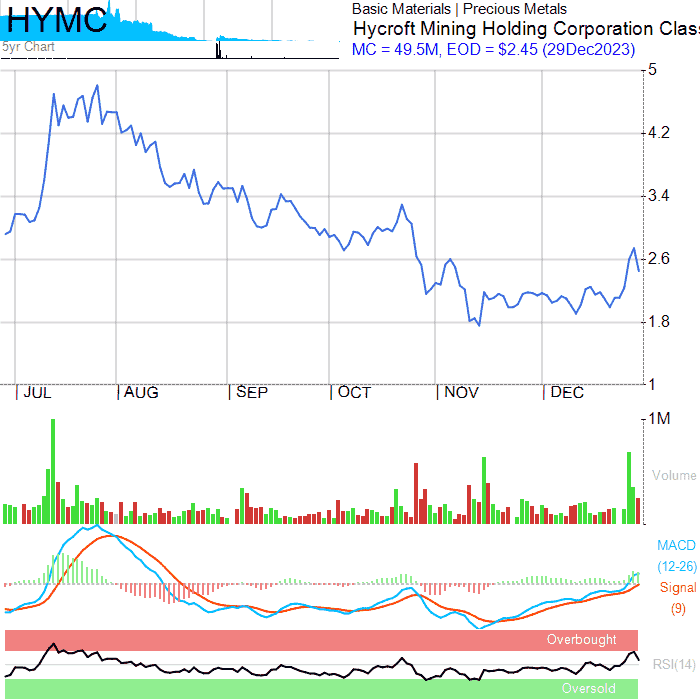 HYMC
5yr Chart
Basic Materials | Precious Metals
Hycroft Mining Holding Corporation Clas
MC = 49.5M, EOD = $2.45 (29Dec2023)
5
4.2
3.4
2.6
1.8
1
JUL AUG SEP OCT NOV DEC
1M
Volume
MACD
(12-26)
Signal
(9)
Overbought
RSI(14)
Oversold